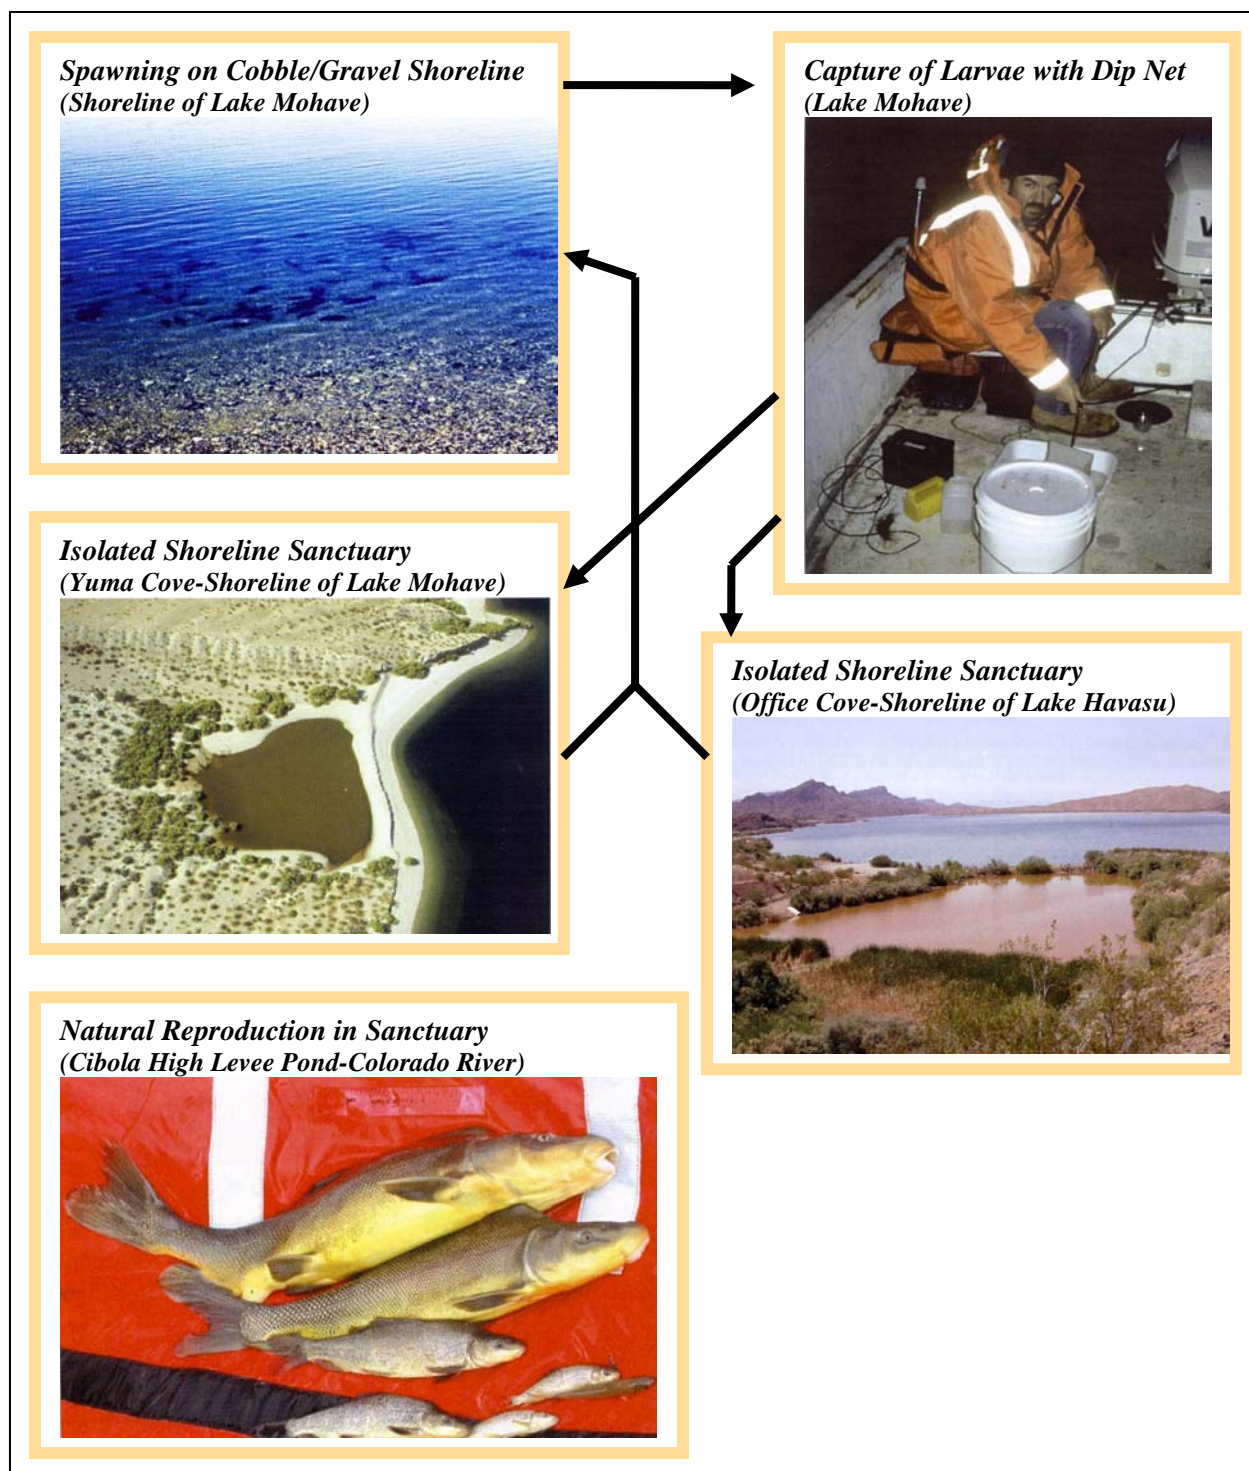 Spawning on Cobble/Gravel Shoreline
(Shoreline of Lake Mohave)
Capture of Larvae with Dip Net
(Lake Mohave)
Isolated Shoreline Sanctuary
(Yuma Cove-Shoreline of Lake Mohave)
Isolated Shoreline Sanctuary
(Office Cove-Shoreline of Lake Havasu)
Natural Reproduction in Sanctuary
(Cibola High Levee Pond-Colorado River)